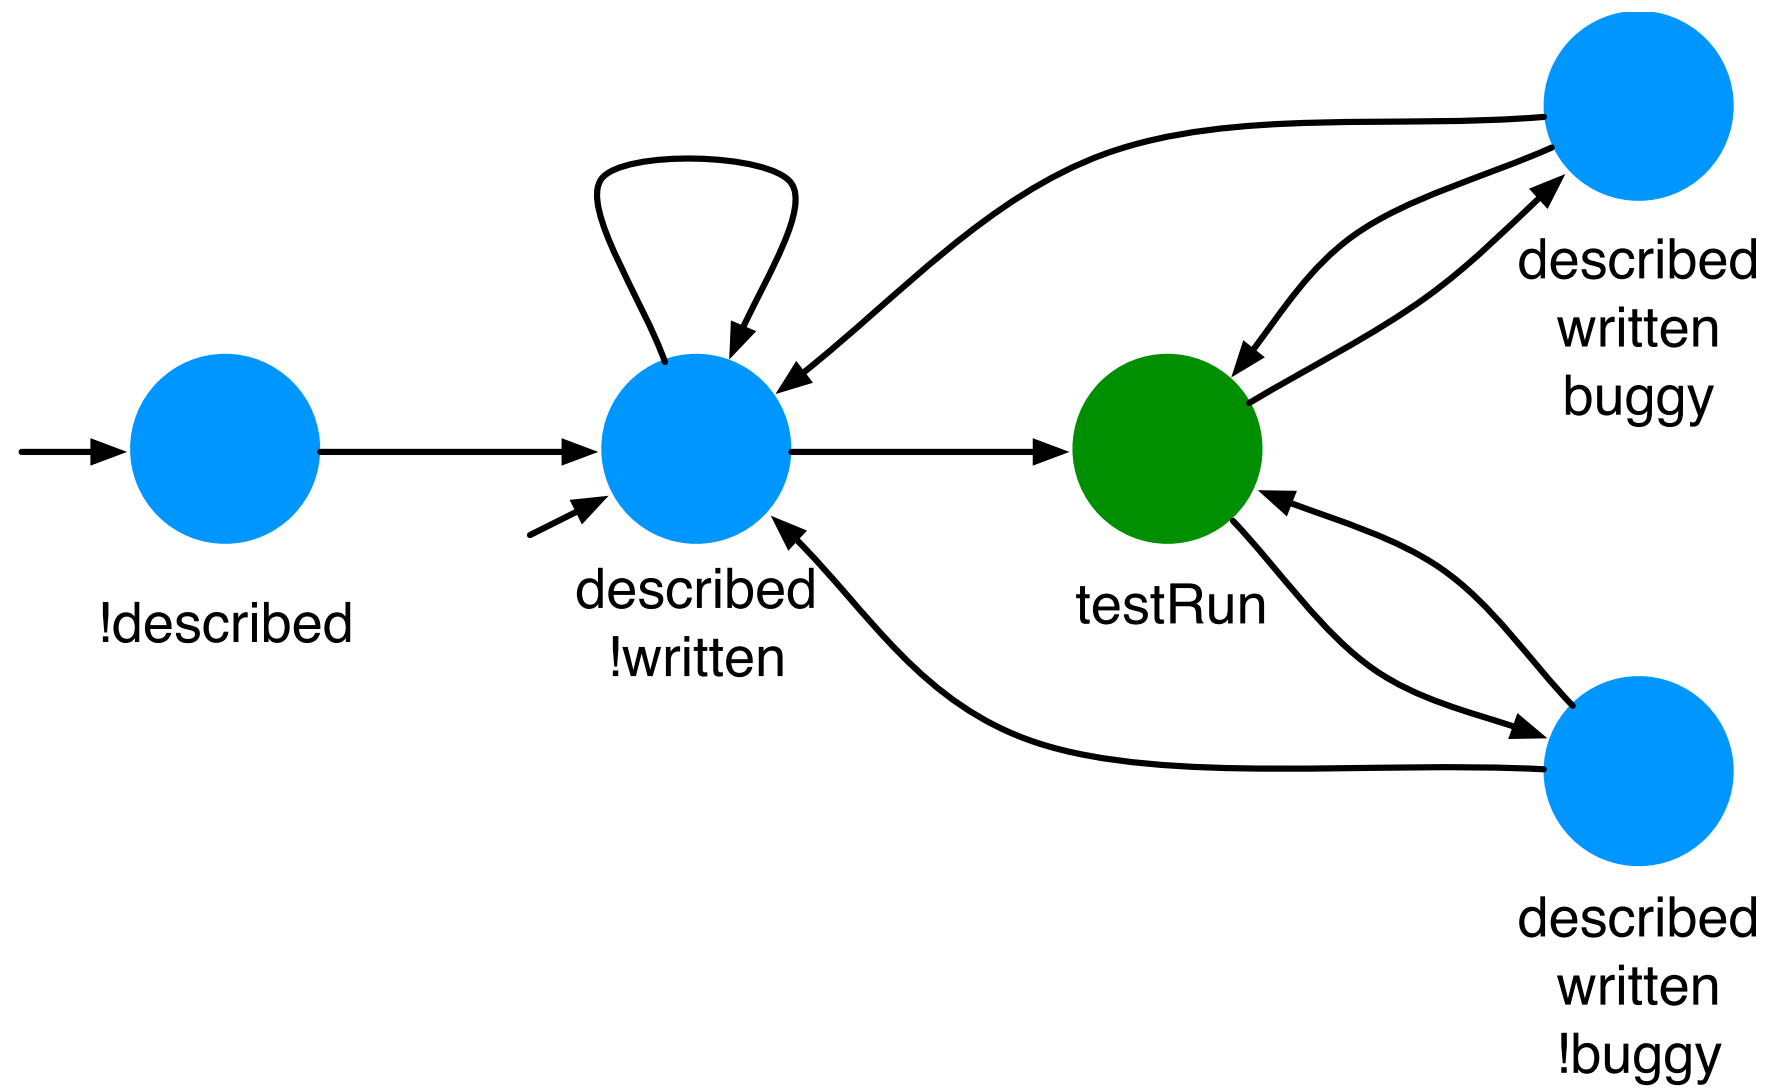 !described
described
!written
testRun
described
written
buggy
described
written
!buggy